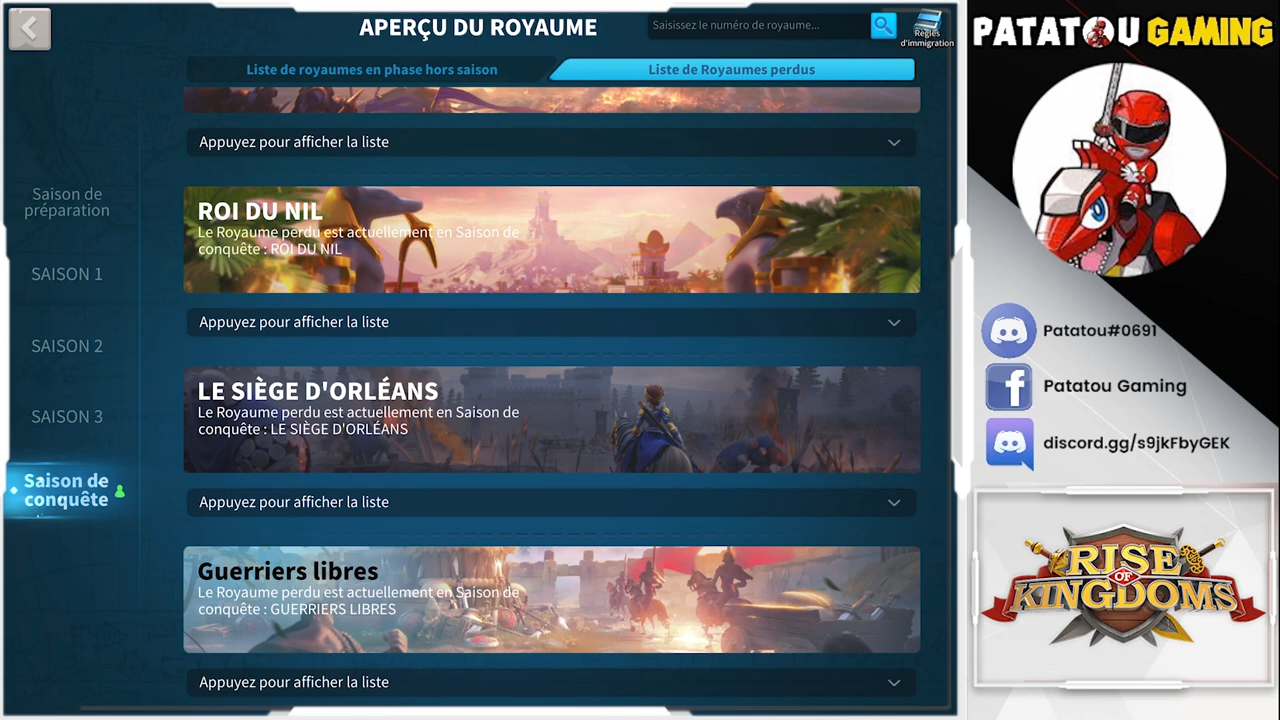 APERÇU DU ROYAUME
Saisissez le numéro de royaume...
Règles
d'immigration
Liste de royaumes en phase hors saison
Liste de Royaumes perdus
Appuyez pour afficher la liste
Saison de
préparation
SAISON 1
SAISON 2
SAISON 3
Saison de
conquête
ROI DU NIL
Le Royaume perdu est actuellement en Saison de
conquête : ROI DU NIL
Appuyez pour afficher la liste
LE SIÈGE D'ORLÉANS
Le Royaume perdu est actuellement en Saison de
conquête : LE SIÈGE D'ORLÉANS
Appuyez pour afficher la liste
Guerriers libres
Le Royaume perdu est actuellement en Saison de
conquête : GUERRIERS LIBRES
Appuyez pour afficher la liste
PATATOU GAMING
Patatou#0691
Patatou Gaming
discord.gg/s9jkFbyGEK
RISE
OF
KINGDOMS